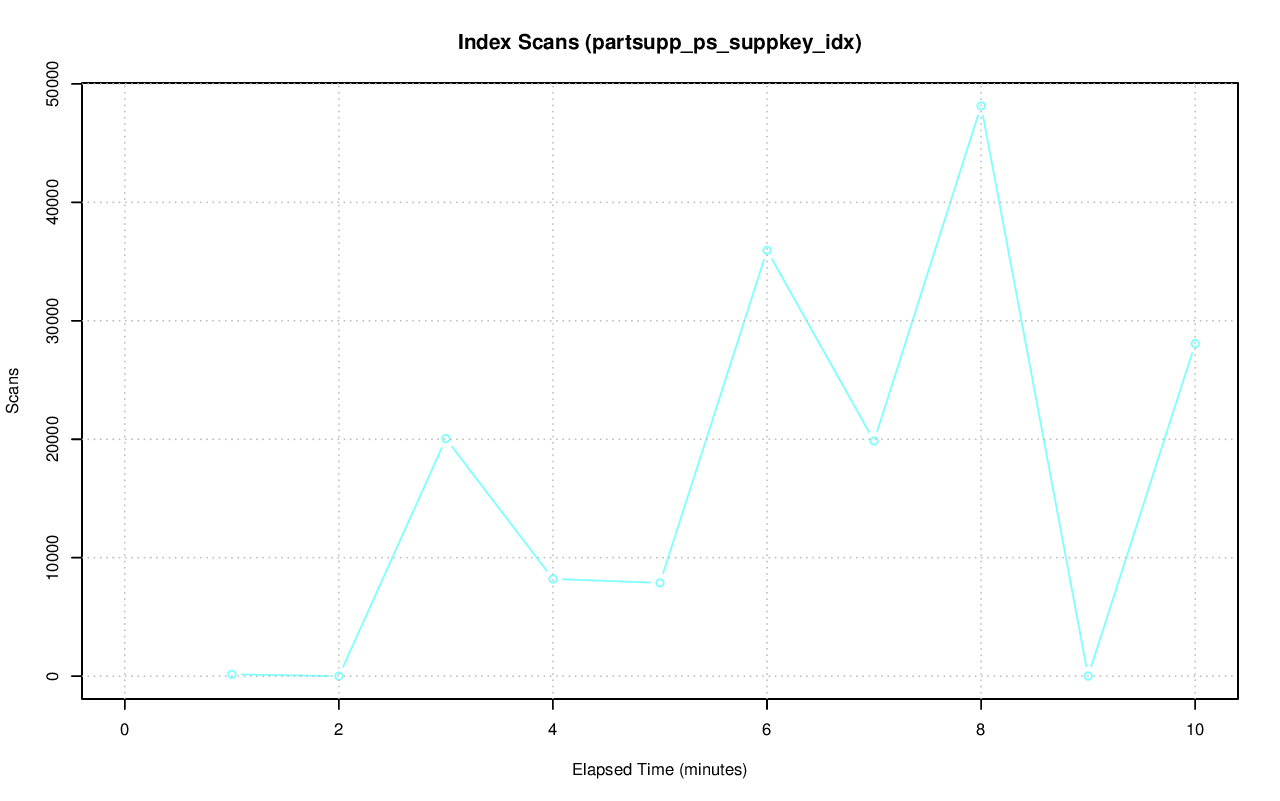 Index Scans (partsupp_ps_suppkey_idx)
50000
40000
30000
20000
10000
0
Scans
0 2 4 6 8 10
Elapsed Time (minutes)